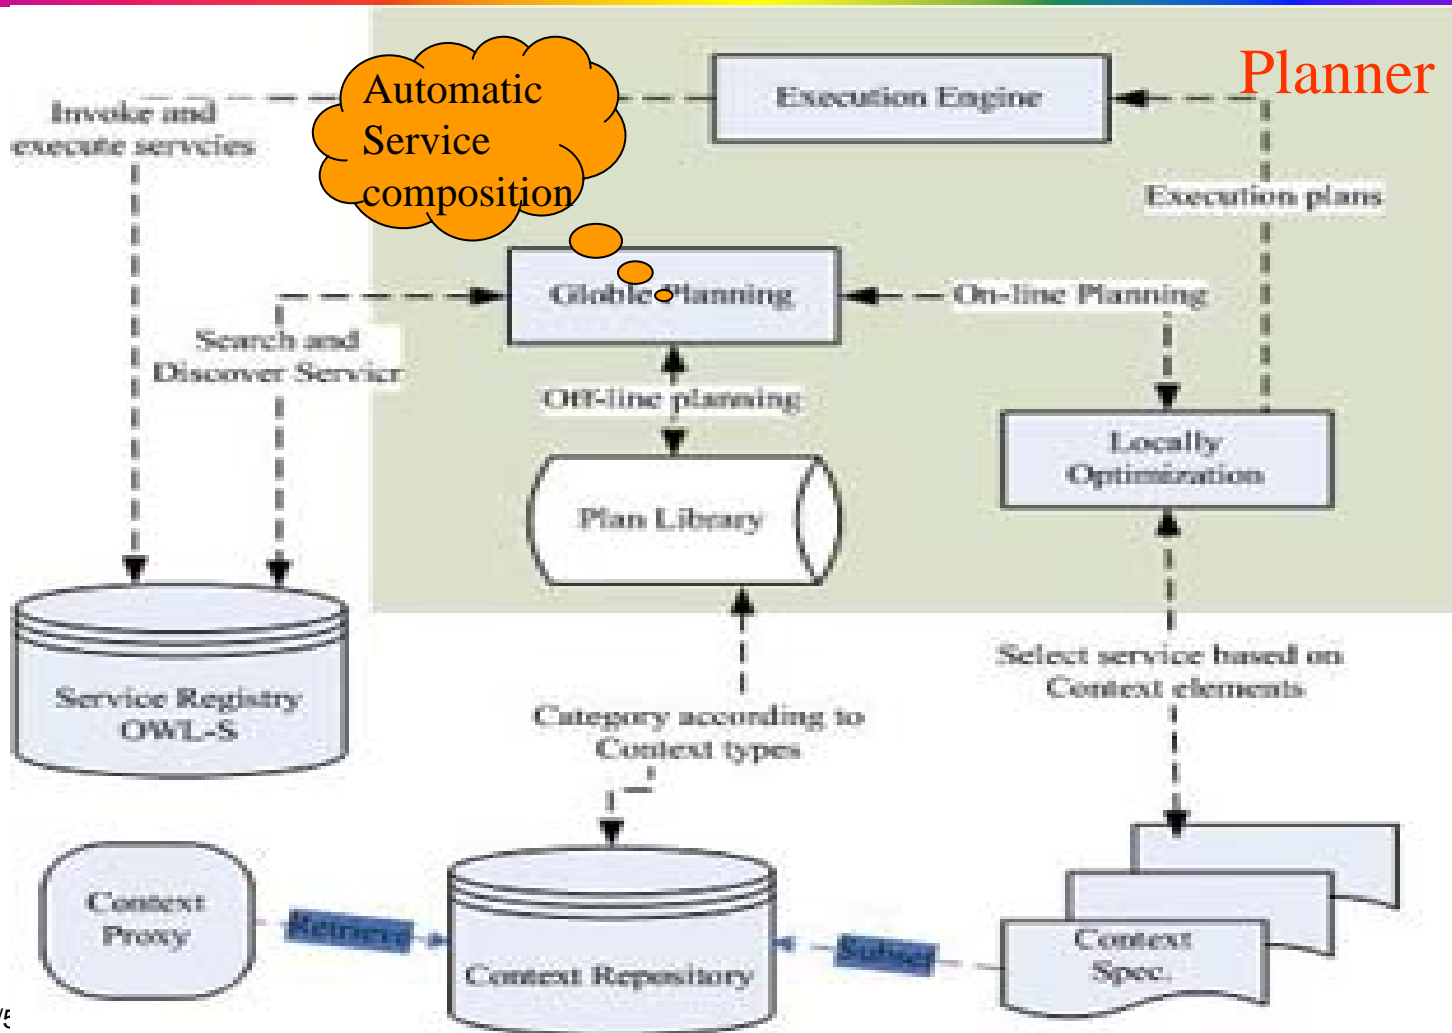 Planner
Automatic
Service
composition
Execution Engine
Invoke and
execute servcies
Execution plans
Globle Planning
On-line Planning
Search and
Discover Servicr
Off-line planning
Locally
Optimization
Plan Library
Select service based on
Context elements
Service Registry
OWL-S
Category according to
Context types
Context
Proxy
Retrieve
Context Repository
Subset
Context
Spec.